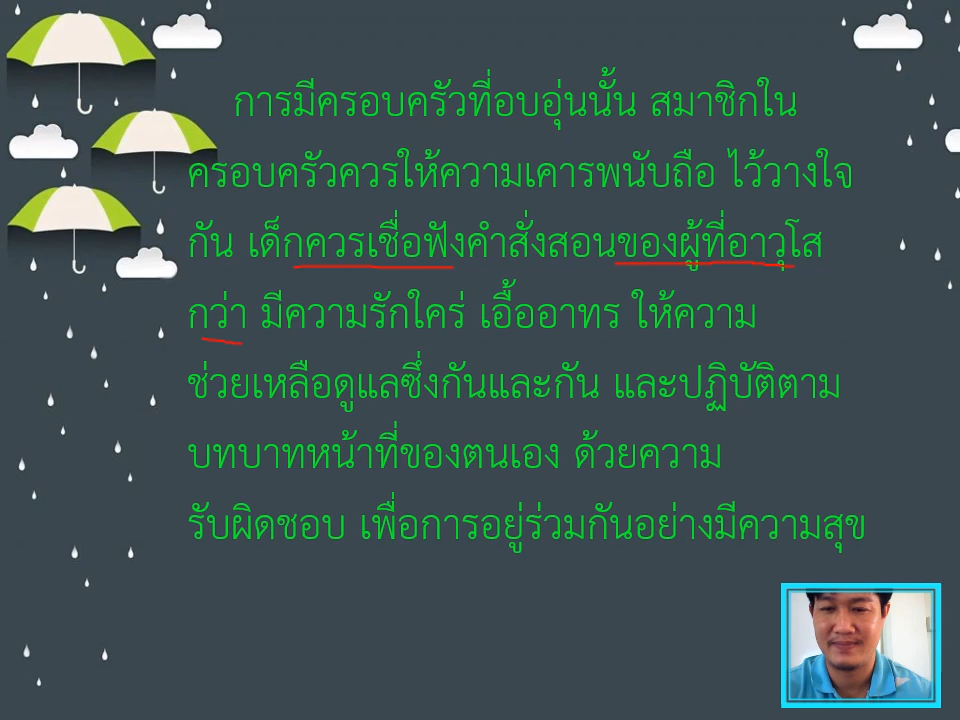 การมีครอบครัวที่อบอุ่นนั้น สมาชิกใน
ครอบครัวควรให้ความเคารพนับถือ ไว้วางใจ
กัน เด็กควรเชื่อฟังคำสั่งสอนของผู้ที่อาวุโส
กว่า มีความรักใคร่ เอื้ออาทร ให้ความ
ช่วยเหลือดูแลซึ่งกันและกัน และปฏิบัติตาม
บทบาทหน้าที่ของตนเอง ด้วยความ
รับผิดชอบ เพื่อการอยู่ร่วมกันอย่างมีความสุข